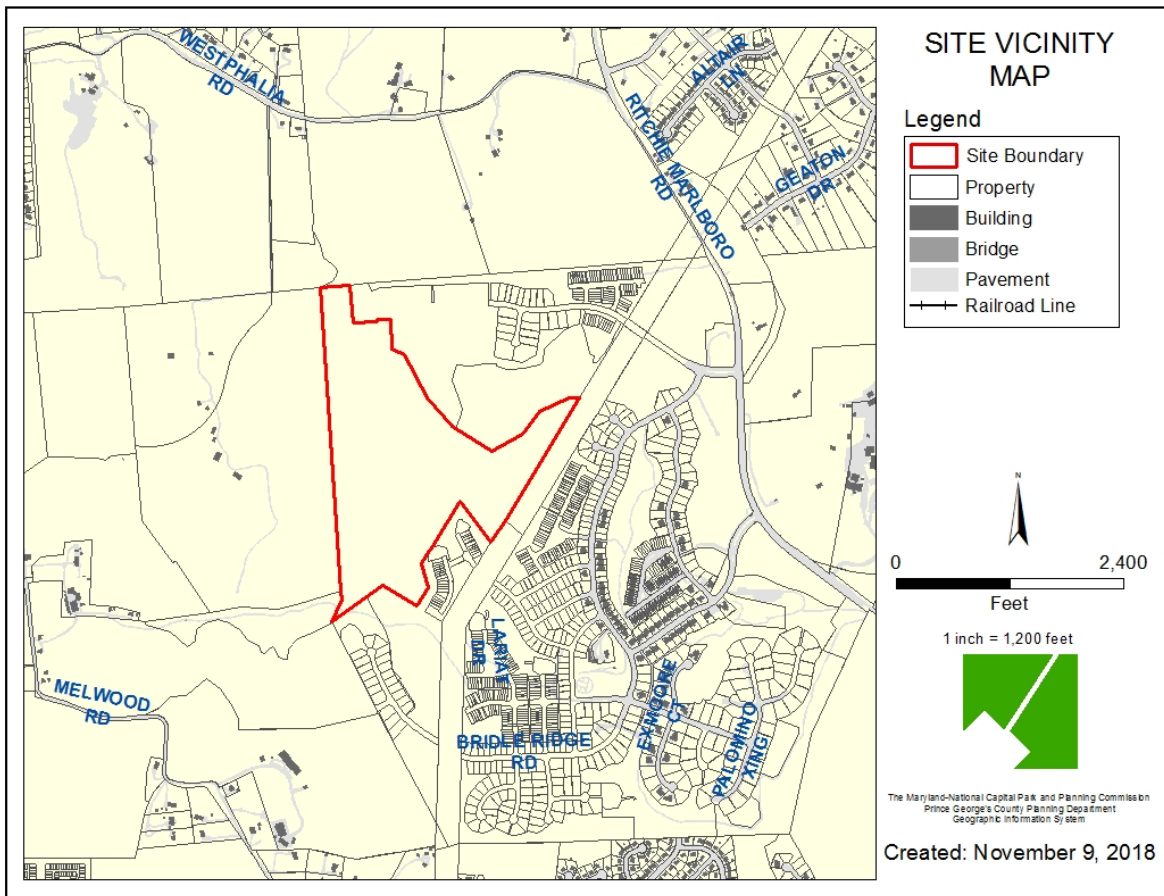 WESTPHALIA
RD
RITCHIE MARLBORO
RD
ALTAIR
LN
GEATON
DR
LARIAT
DR
MELWOOD
RD
BRIDLE RIDGE
RD
EXMOORE
CT
PALOMINO
XING
SITE VICINITY
MAP
Legend
Site Boundary
Property
Building
Bridge
Pavement
Railroad Line
N
0 2,400
Feet
1 inch = 1,200 feet
The Maryland-National Capital Park and Planning Commission
Prince George's County Planning Department
Geographic Information System
Created: November 9, 2018